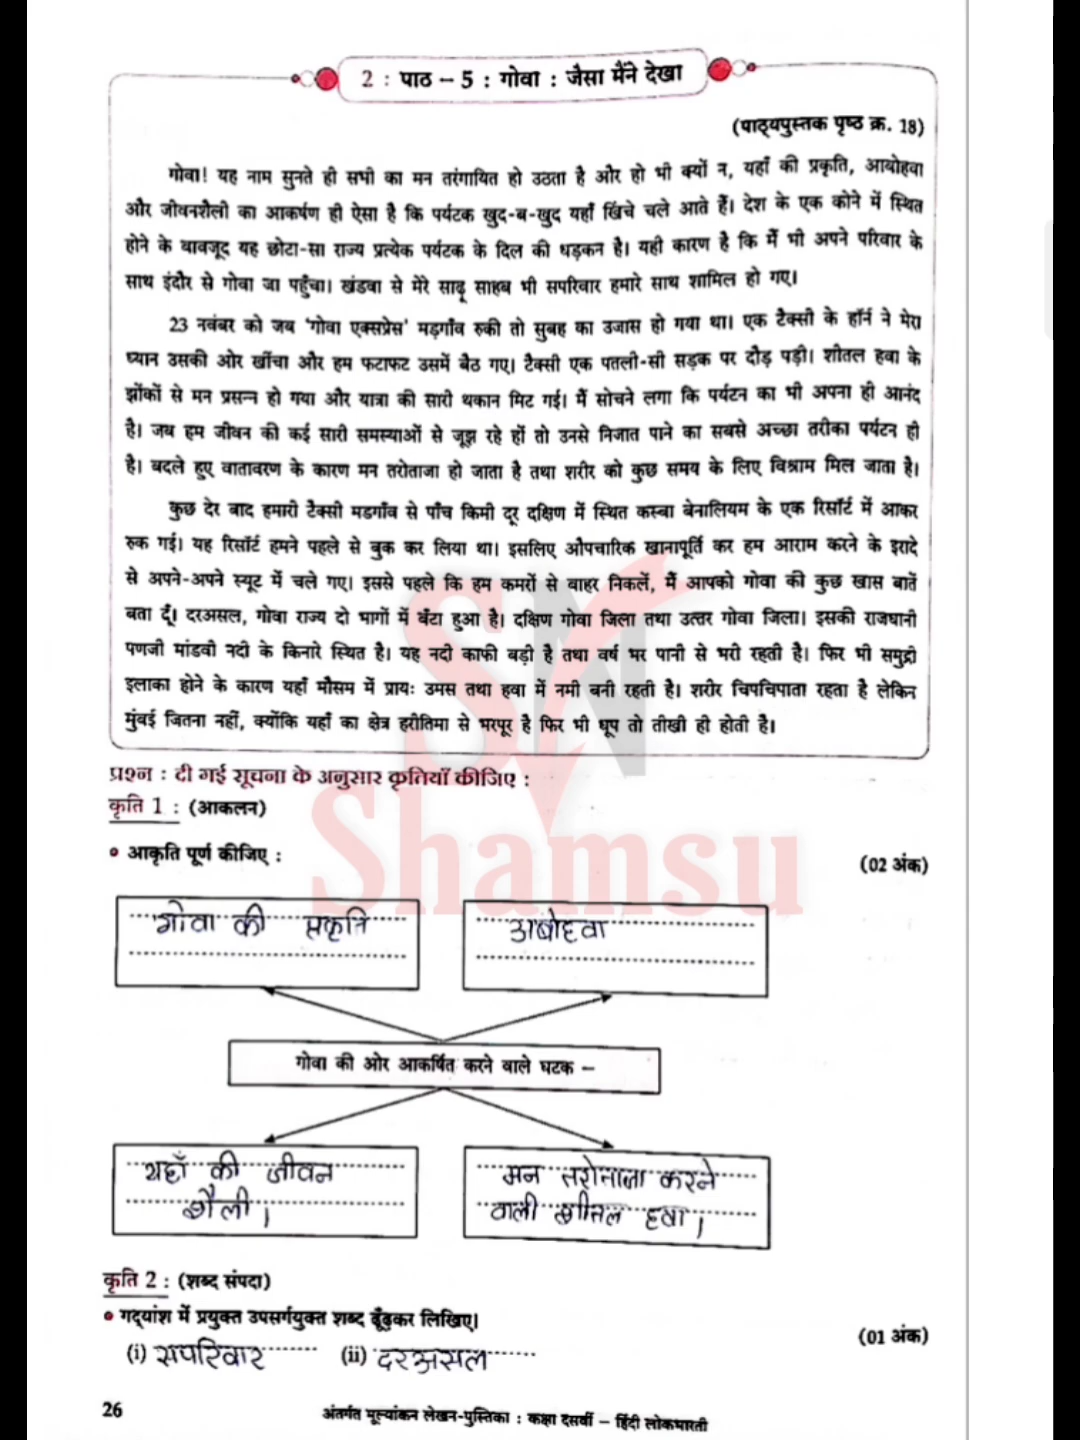 2 : पाठ – 5 : गोवा : जैसा मैंने देखा
(पाठ्यपुस्तक पृष्ठ क्र. 18)
गोवा! यह नाम सुनते ही सभी का मन तरंगायित हो उठता है और हो भी क्यों न, यहाँ की प्रकृति, आबोहवा
और जीवनशैली का आकर्षण ही ऐसा है कि पर्यटक खुद-ब-खुद यहाँ खिंचे चले आते हैं। देश के एक कोने में स्थित
होने के बावजूद यह छोटा-सा राज्य प्रत्येक पर्यटक के दिल की धड़कन है। यही कारण है कि मैं भी अपने परिवार के
साथ इंदौर से गोवा जा पहुँचा। खंडवा से मेरे साढ़ू साहब भी सपरिवार हमारे साथ शामिल हो गए।
23 नवंबर को जब 'गोवा एक्सप्रेस' मड़गाँव रुकी तो सुबह का उजास हो गया था। एक टैक्सी के हॉर्न ने मेरा
ध्यान उसकी ओर खींचा और हम फटाफट उसमें बैठ गए। टैक्सी एक पतली-सी सड़क पर दौड़ पड़ी। शीतल हवा के
झोंकों से मन प्रसन्न हो गया और यात्रा की सारी थकान मिट गई। मैं सोचने लगा कि पर्यटन का भी अपना ही आनंद
है। जब हम जीवन की कई सारी समस्याओं से जूझ रहे हों तो उनसे निजात पाने का सबसे अच्छा तरीका पर्यटन ही
है। बदले हुए वातावरण के कारण मन तरोताजा हो जाता है तथा शरीर को कुछ समय के लिए विश्राम मिल जाता है।
कुछ देर बाद हमारी टैक्सी मडगाँव से पाँच किमी दूर दक्षिण में स्थित कस्बा बेनालियम के एक रिसॉर्ट में आकर
रुक गई। यह रिसॉर्ट हमने पहले से बुक कर लिया था। इसलिए औपचारिक खानापूर्ति कर हम आराम करने के इरादे
से अपने-अपने स्यूट में चले गए। इससे पहले कि हम कमरों से बाहर निकलें, मैं आपको गोवा की कुछ खास बातें
बता दूँ। दरअसल, गोवा राज्य दो भागों में बँटा हुआ है। दक्षिण गोवा जिला तथा उत्तर गोवा जिला। इसकी राजधानी
पणजी मांडवी नदी के किनारे स्थित है। यह नदी काफी बड़ी है तथा वर्ष भर पानी से भरी रहती है। फिर भी समुद्री
इलाका होने के कारण यहाँ मौसम में प्रायः उमस तथा हवा में नमी बनी रहती है। शरीर चिपचिपाता रहता है लेकिन
मुंबई जितना नहीं, क्योंकि यहाँ का क्षेत्र हरीतिमा से भरपूर है फिर भी धूप तो तीखी ही होती है।
SN
Shamsu
प्रश्न : दी गई सूचना के अनुसार कृतियाँ कीजिए :
कृति 1 : (आकलन)
• आकृति पूर्ण कीजिए :
(02 अंक)
गोवा की प्रकृति
अबोहवा
गोवा की ओर आकर्षित करने वाले घटक –
यहाँ की जीवन
शैली।
मन तरोताजा करने
वाली शीतल हवा।
कृति 2 : (शब्द संपदा)
• गद्यांश में प्रयुक्त उपसर्गयुक्त शब्द ढूँढ़कर लिखिए।
(01 अंक)
(i) सपरिवार (ii) दरअसल
26
अंतर्गत मूल्यांकन लेखन-पुस्तिका : कक्षा दसवीं – हिंदी लोकभारती